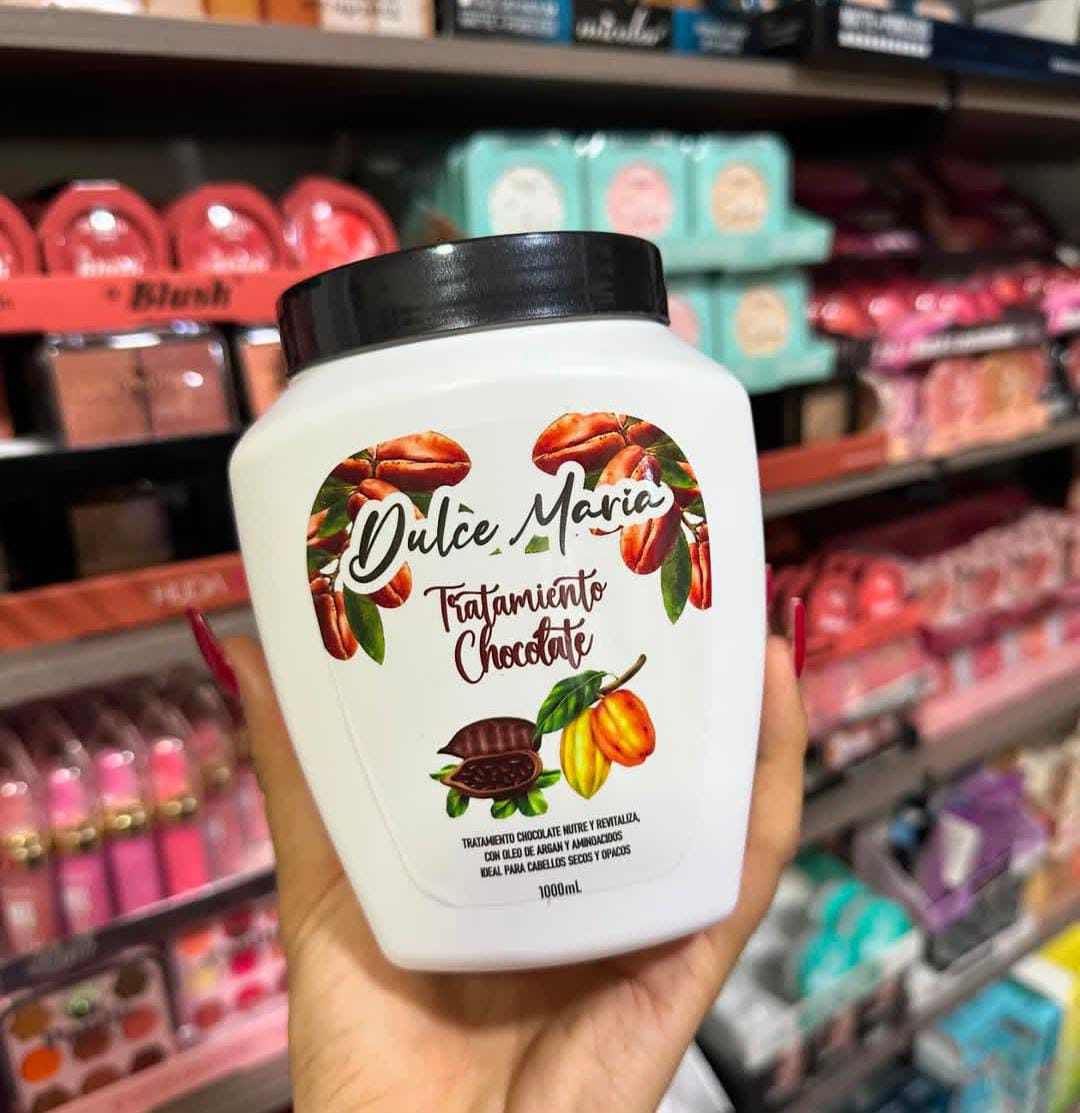 Blush
Dulce Maria
Tratamiento
Chocolate
TRATAMIENTO CHOCOLATE NUTRE Y REVITALIZA,
CON OLEO DE ARGAN Y AMINOACIDOS
IDEAL PARA CABELLOS SECOS Y OPACOS
1000mL